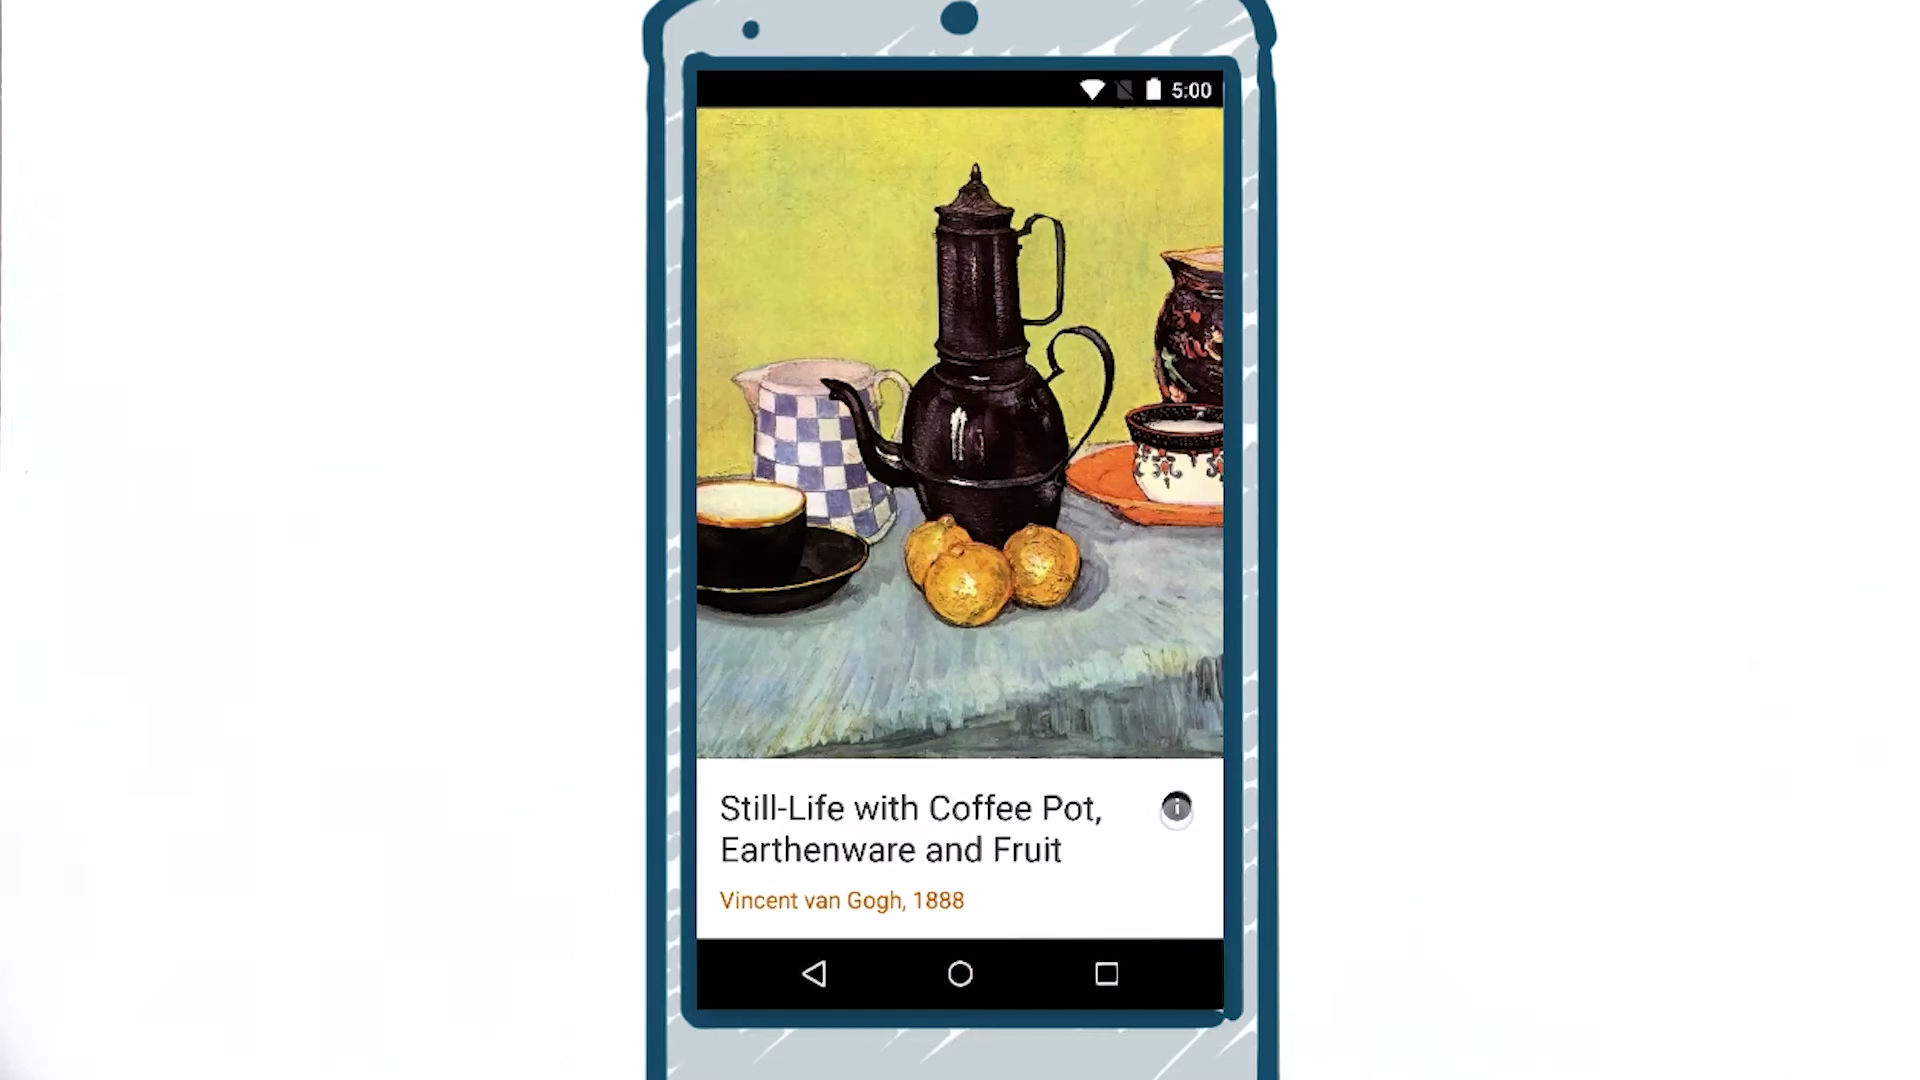 5:00
Still-Life with Coffee Pot,
Earthenware and Fruit
Vincent van Gogh, 1888